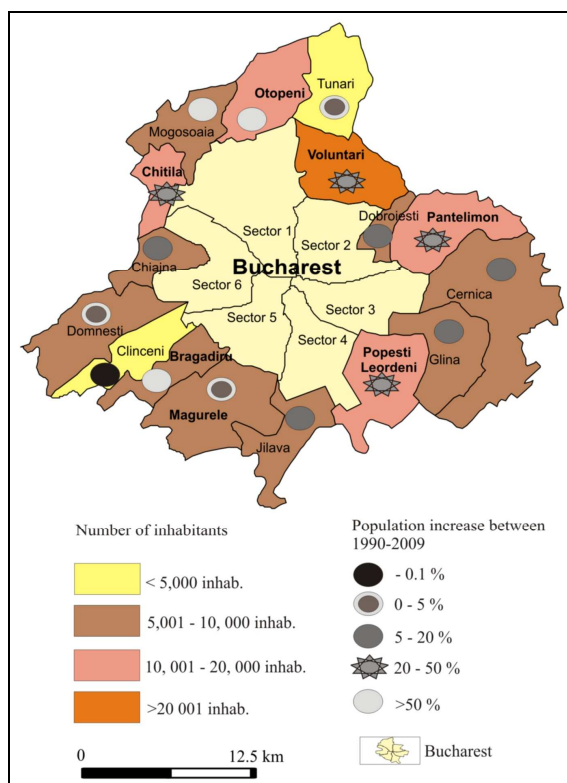 Otopeni
Tunari
Mogosoaia
Voluntari
Chitila
Dobroiesti
Pantelimon
Sector 1
Sector 2
Chiajna
Bucharest
Cernica
Sector 6
Sector 3
Domnesti
Sector 5
Clinceni
Sector 4
Bragadiru
Popesti
Leordeni
Glina
Magurele
Jilava
Number of inhabitants
< 5,000 inhab.
5,001 - 10, 000 inhab.
10, 001 - 20, 000 inhab.
>20 001 inhab.
0 12.5 km
Population increase between
1990-2009
- 0.1 %
0 - 5 %
5 - 20 %
20 - 50 %
>50 %
Bucharest